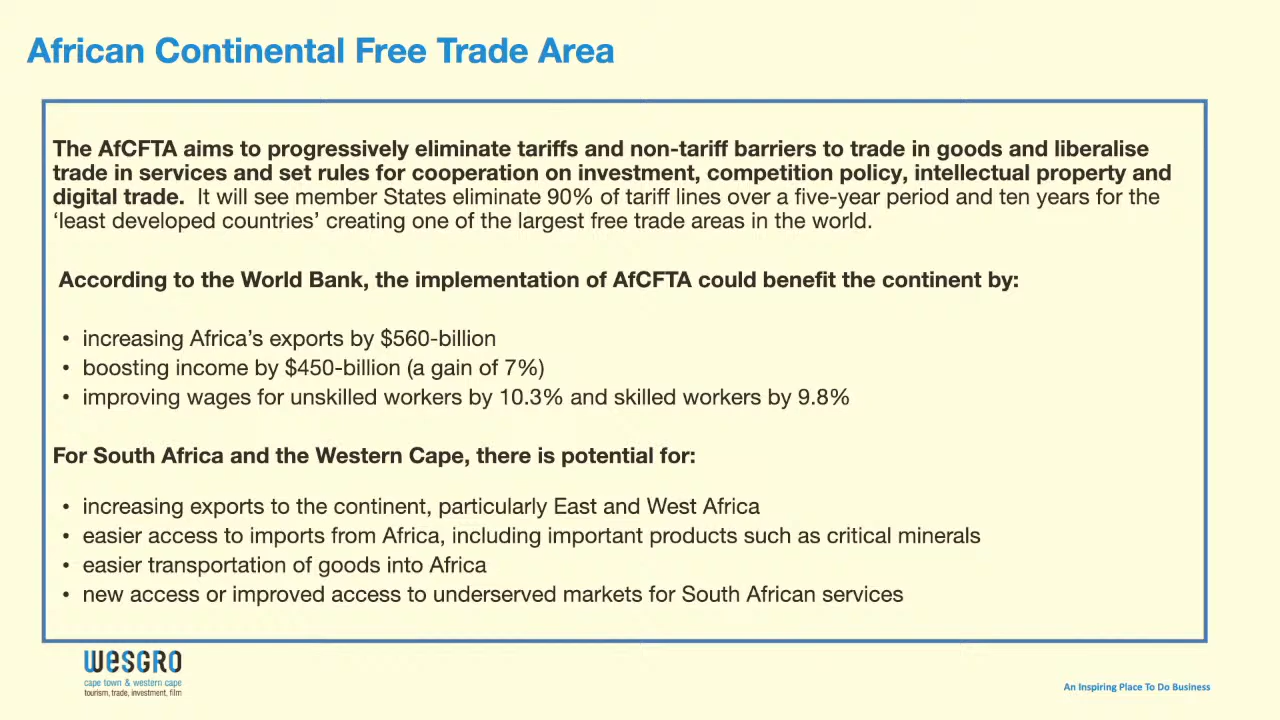 African Continental Free Trade Area
The AfCFTA aims to progressively eliminate tariffs and non-tariff barriers to trade in goods and liberalise
trade in services and set rules for cooperation on investment, competition policy, intellectual property and
digital trade.  It will see member States eliminate 90% of tariff lines over a five-year period and ten years for the
‘least developed countries’ creating one of the largest free trade areas in the world.
According to the World Bank, the implementation of AfCFTA could benefit the continent by:
• increasing Africa’s exports by $560-billion
• boosting income by $450-billion (a gain of 7%)
• improving wages for unskilled workers by 10.3% and skilled workers by 9.8%
For South Africa and the Western Cape, there is potential for:
• increasing exports to the continent, particularly East and West Africa
• easier access to imports from Africa, including important products such as critical minerals
• easier transportation of goods into Africa
• new access or improved access to underserved markets for South African services
wesgro
cape town & western cape
tourism, trade, investment, film
An Inspiring Place To Do Business